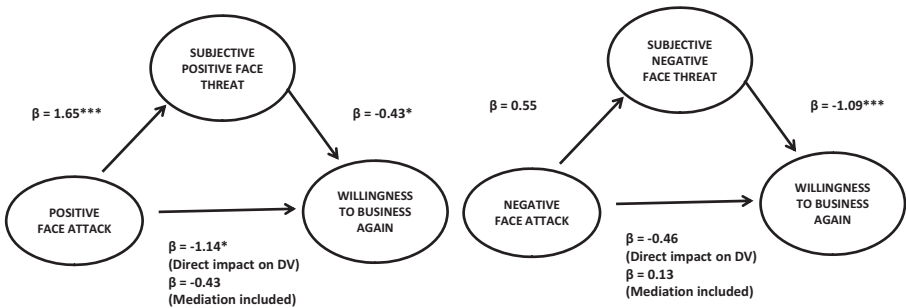 SUBJECTIVE
POSITIVE FACE
THREAT
β = 1.65***
β = -0.43*
POSITIVE
FACE ATTACK
WILLINGNESS
TO BUSINESS
AGAIN
β = -1.14*
(Direct impact on DV)
β = -0.43
(Mediation included)
SUBJECTIVE
NEGATIVE
FACE THREAT
β = 0.55
β = -1.09***
NEGATIVE
FACE ATTACK
WILLINGNESS
TO BUSINESS
AGAIN
β = -0.46
(Direct impact on DV)
β = 0.13
(Mediation included)